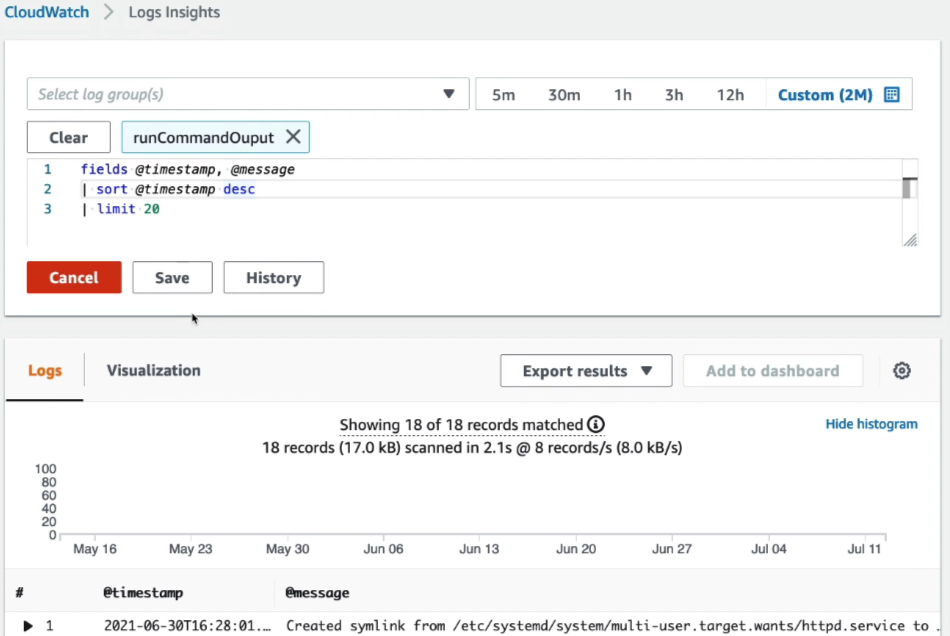 CloudWatch > Logs Insights
Select log group(s) ▼ 5m 30m 1h 3h 12h Custom (2M)
Clear runCommandOuput ✕
1 fields @timestamp, @message
2 | sort @timestamp desc
3 | limit 20
Cancel Save History
Logs Visualization Export results ▼ Add to dashboard
Showing 18 of 18 records matched
Hide histogram
18 records (17.0 kB) scanned in 2.1s @ 8 records/s (8.0 kB/s)
100
80
60
40
20
0
May 16 May 23 May 30 Jun 06 Jun 13 Jun 20 Jun 27 Jul 04 Jul 11
# @timestamp @message
▶ 1 2021-06-30T16:28:01.… Created symlink from /etc/systemd/system/multi-user.target.wants/httpd.service to .